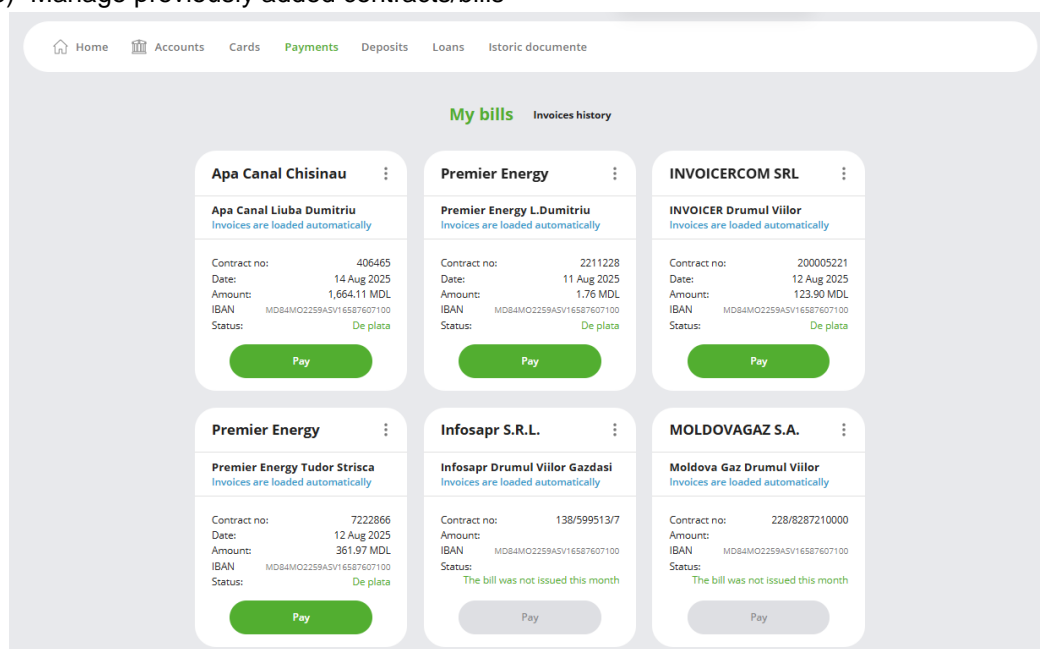 Manage previously added contracts/bills
Home Accounts Cards Payments Deposits Loans Istoric documente
My bills Invoices history
Apa Canal Chisinau
Apa Canal Liuba Dumitriu
Invoices are loaded automatically
Contract no: 406465
Date: 14 Aug 2025
Amount: 1,664.11 MDL
IBAN MD84MO2259ASV16587607100
Status: De plata
Pay
Premier Energy
Premier Energy L.Dumitriu
Invoices are loaded automatically
Contract no: 2211228
Date: 11 Aug 2025
Amount: 1.76 MDL
IBAN MD84MO2259ASV16587607100
Status: De plata
Pay
INVOICERCOM SRL
INVOICER Drumul Viilor
Invoices are loaded automatically
Contract no: 200005221
Date: 12 Aug 2025
Amount: 123.90 MDL
IBAN MD84MO2259ASV16587607100
Status: De plata
Pay
Premier Energy
Premier Energy Tudor Strisca
Invoices are loaded automatically
Contract no: 7222866
Date: 12 Aug 2025
Amount: 361.97 MDL
IBAN MD84MO2259ASV16587607100
Status: De plata
Pay
Infosapr S.R.L.
Infosapr Drumul Viilor Gazdasi
Invoices are loaded automatically
Contract no: 138/599513/7
Amount:
IBAN MD84MO2259ASV16587607100
Status:
The bill was not issued this month
Pay
MOLDOVAGAZ S.A.
Moldova Gaz Drumul Viilor
Invoices are loaded automatically
Contract no: 228/8287210000
Amount:
IBAN MD84MO2259ASV16587607100
Status:
The bill was not issued this month
Pay